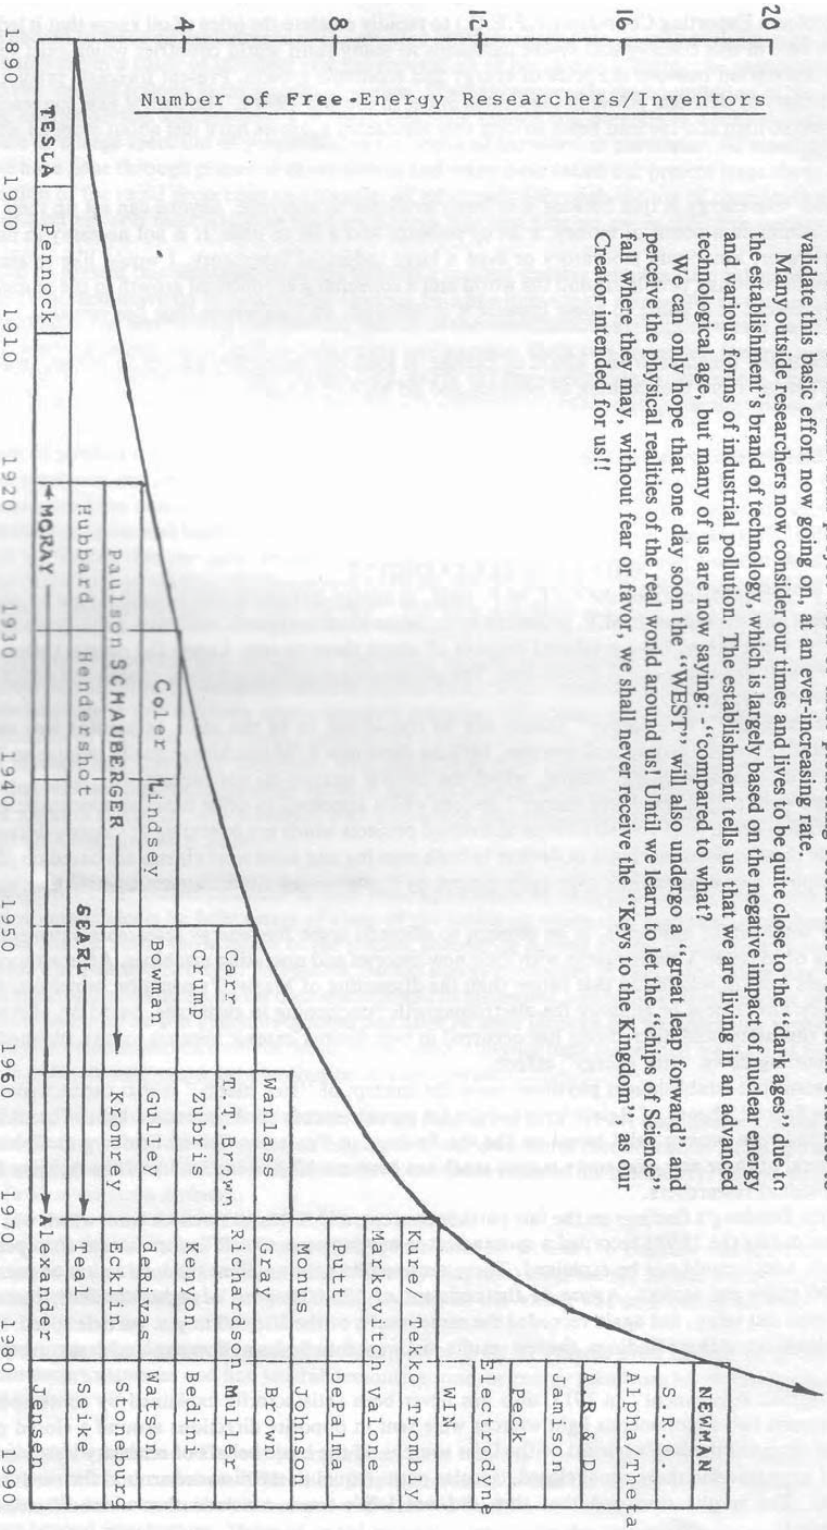 validate this basic effort now going on, at an ever-increasing rate.
Many outside researchers now consider our times and lives to be quite close to the "dark ages" due to
the establishment's brand of technology, which is largely based on the negative impact of nuclear energy
and various forms of industrial pollution. The establishment tells us that we are living in an advanced
technological age, but many of us are now saying: -"compared to what?
We can only hope that one day soon the "WEST" will also undergo a "great leap forward" and
perceive the physical realities of the real world around us! Until we learn to let the "chips of Science"
fall where they may, without fear or favor, we shall never receive the "Keys to the Kingdom" as our
Creator intended for us!!
Number of Free-Energy Researchers/Inventors
20
16
12
8
4
NEWMAN
S.R.O.
Alpha/Theta
R.R.D.
Jamison
Peck
Electrodyne
WIN
Kure Tekko Trombly
Markovitch Valone
Puthoff DePalma
Monus Johnson
Wanless Gray Brown
Carr T.T.Brown Richardsson Muller
Crimp Zubris Kenyon Bedini
Coler Lindsey Bowman Gulley deRivas Watson
Paulson SCHAUBERGER Kromrey Ecklin Stoneburg
Hubbard Hendershot SEARL Teal Spike
TESLA Pennock MORAY Alexander Jensen
1890 1900 1910 1920 1930 1940 1950 1960 1970 1980 1990